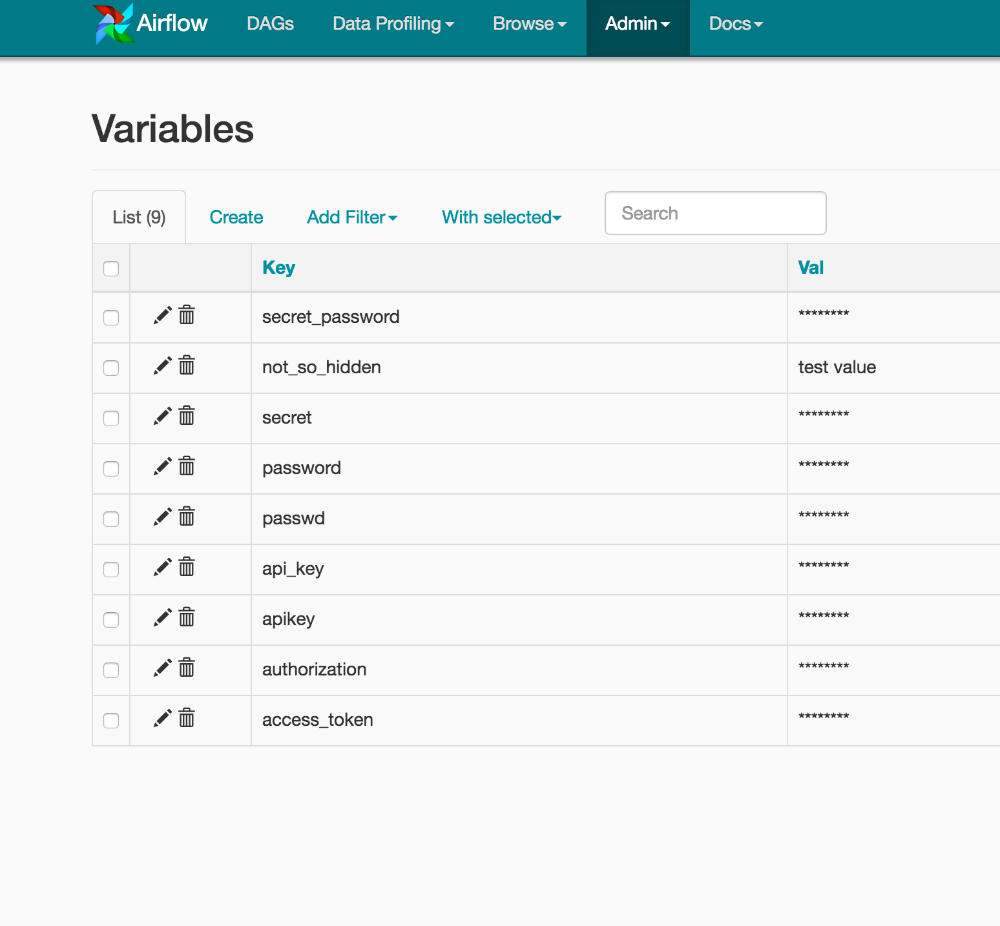 Airflow DAGs Data Profiling Browse Admin Docs
Variables
List (9) Create Add Filter With selected Search
Key Val
secret_password ********
not_so_hidden test value
secret ********
password ********
passwd ********
api_key ********
apikey ********
authorization ********
access_token ********